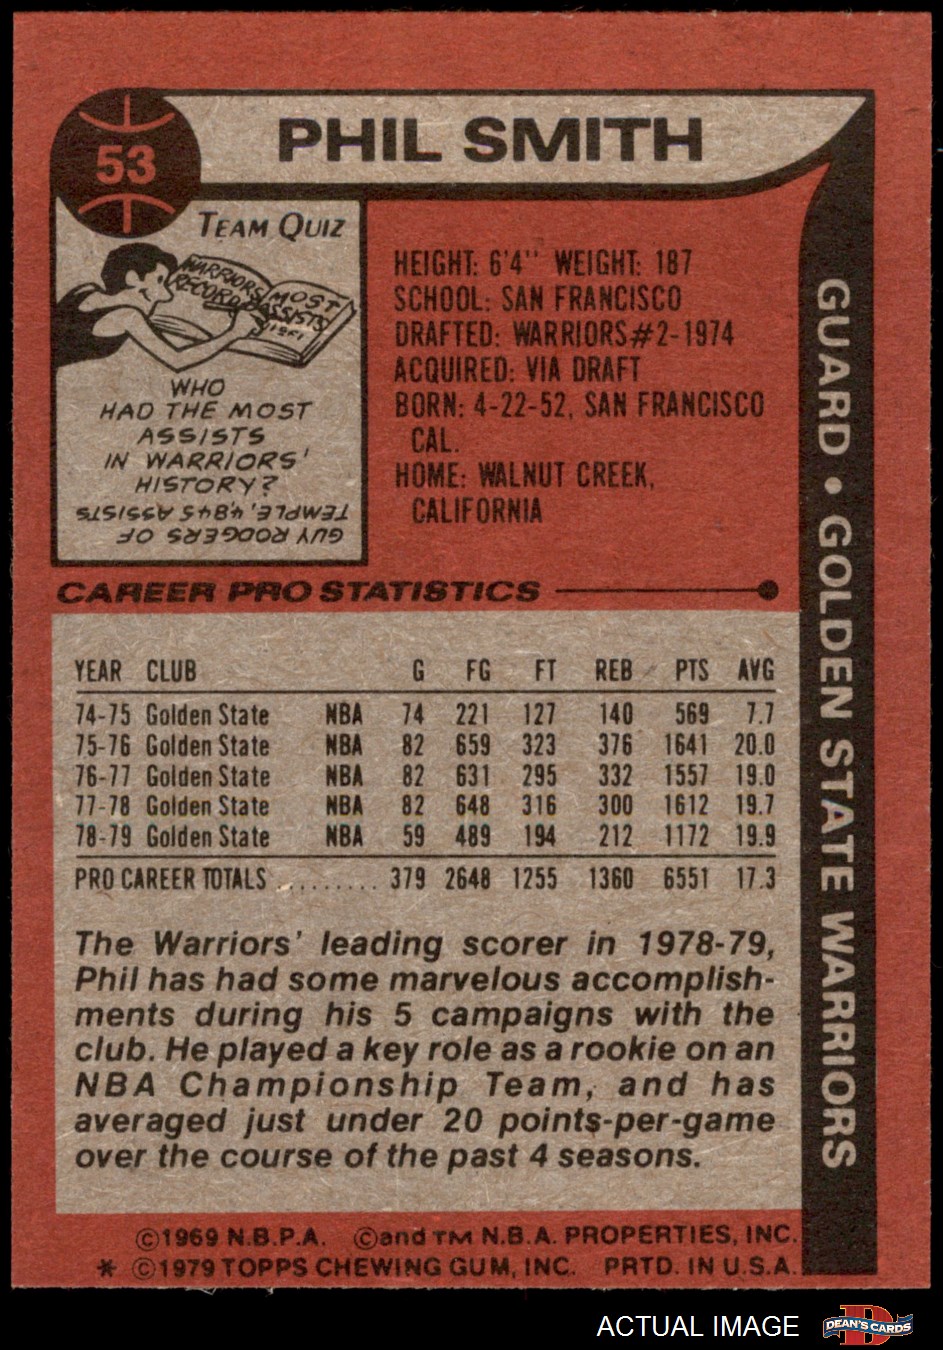 53
PHIL SMITH
TEAM QUIZ
WARRIORS
RECORD
MOST
ASSISTS
WHO
HAD THE MOST
ASSISTS
IN WARRIORS'
HISTORY?
GUY RODGERS OF
TEMPLE, 4,845 ASSISTS
HEIGHT: 6'4" WEIGHT: 187
SCHOOL: SAN FRANCISCO
DRAFTED: WARRIORS#2-1974
ACQUIRED: VIA DRAFT
BORN: 4-22-52, SAN FRANCISCO
CAL.
HOME: WALNUT CREEK,
CALIFORNIA
GUARD • GOLDEN STATE WARRIORS
CAREER PRO STATISTICS
YEAR CLUB G FG FT REB PTS AVG
74-75 Golden State NBA 74 221 127 140 569 7.7
75-76 Golden State NBA 82 659 323 376 1641 20.0
76-77 Golden State NBA 82 631 295 332 1557 19.0
77-78 Golden State NBA 82 648 316 300 1612 19.7
78-79 Golden State NBA 59 489 194 212 1172 19.9
PRO CAREER TOTALS ......... 379 2648 1255 1360 6551 17.3
The Warriors' leading scorer in 1978-79,
Phil has had some marvelous accomplish-
ments during his 5 campaigns with the
club. He played a key role as a rookie on an
NBA Championship Team, and has
averaged just under 20 points-per-game
over the course of the past 4 seasons.
©1969 N.B.P.A. ©and TM N.B.A. PROPERTIES, INC.
* ©1979 TOPPS CHEWING GUM, INC. PRTD. IN U.S.A.
ACTUAL IMAGE
DEAN'S CARDS